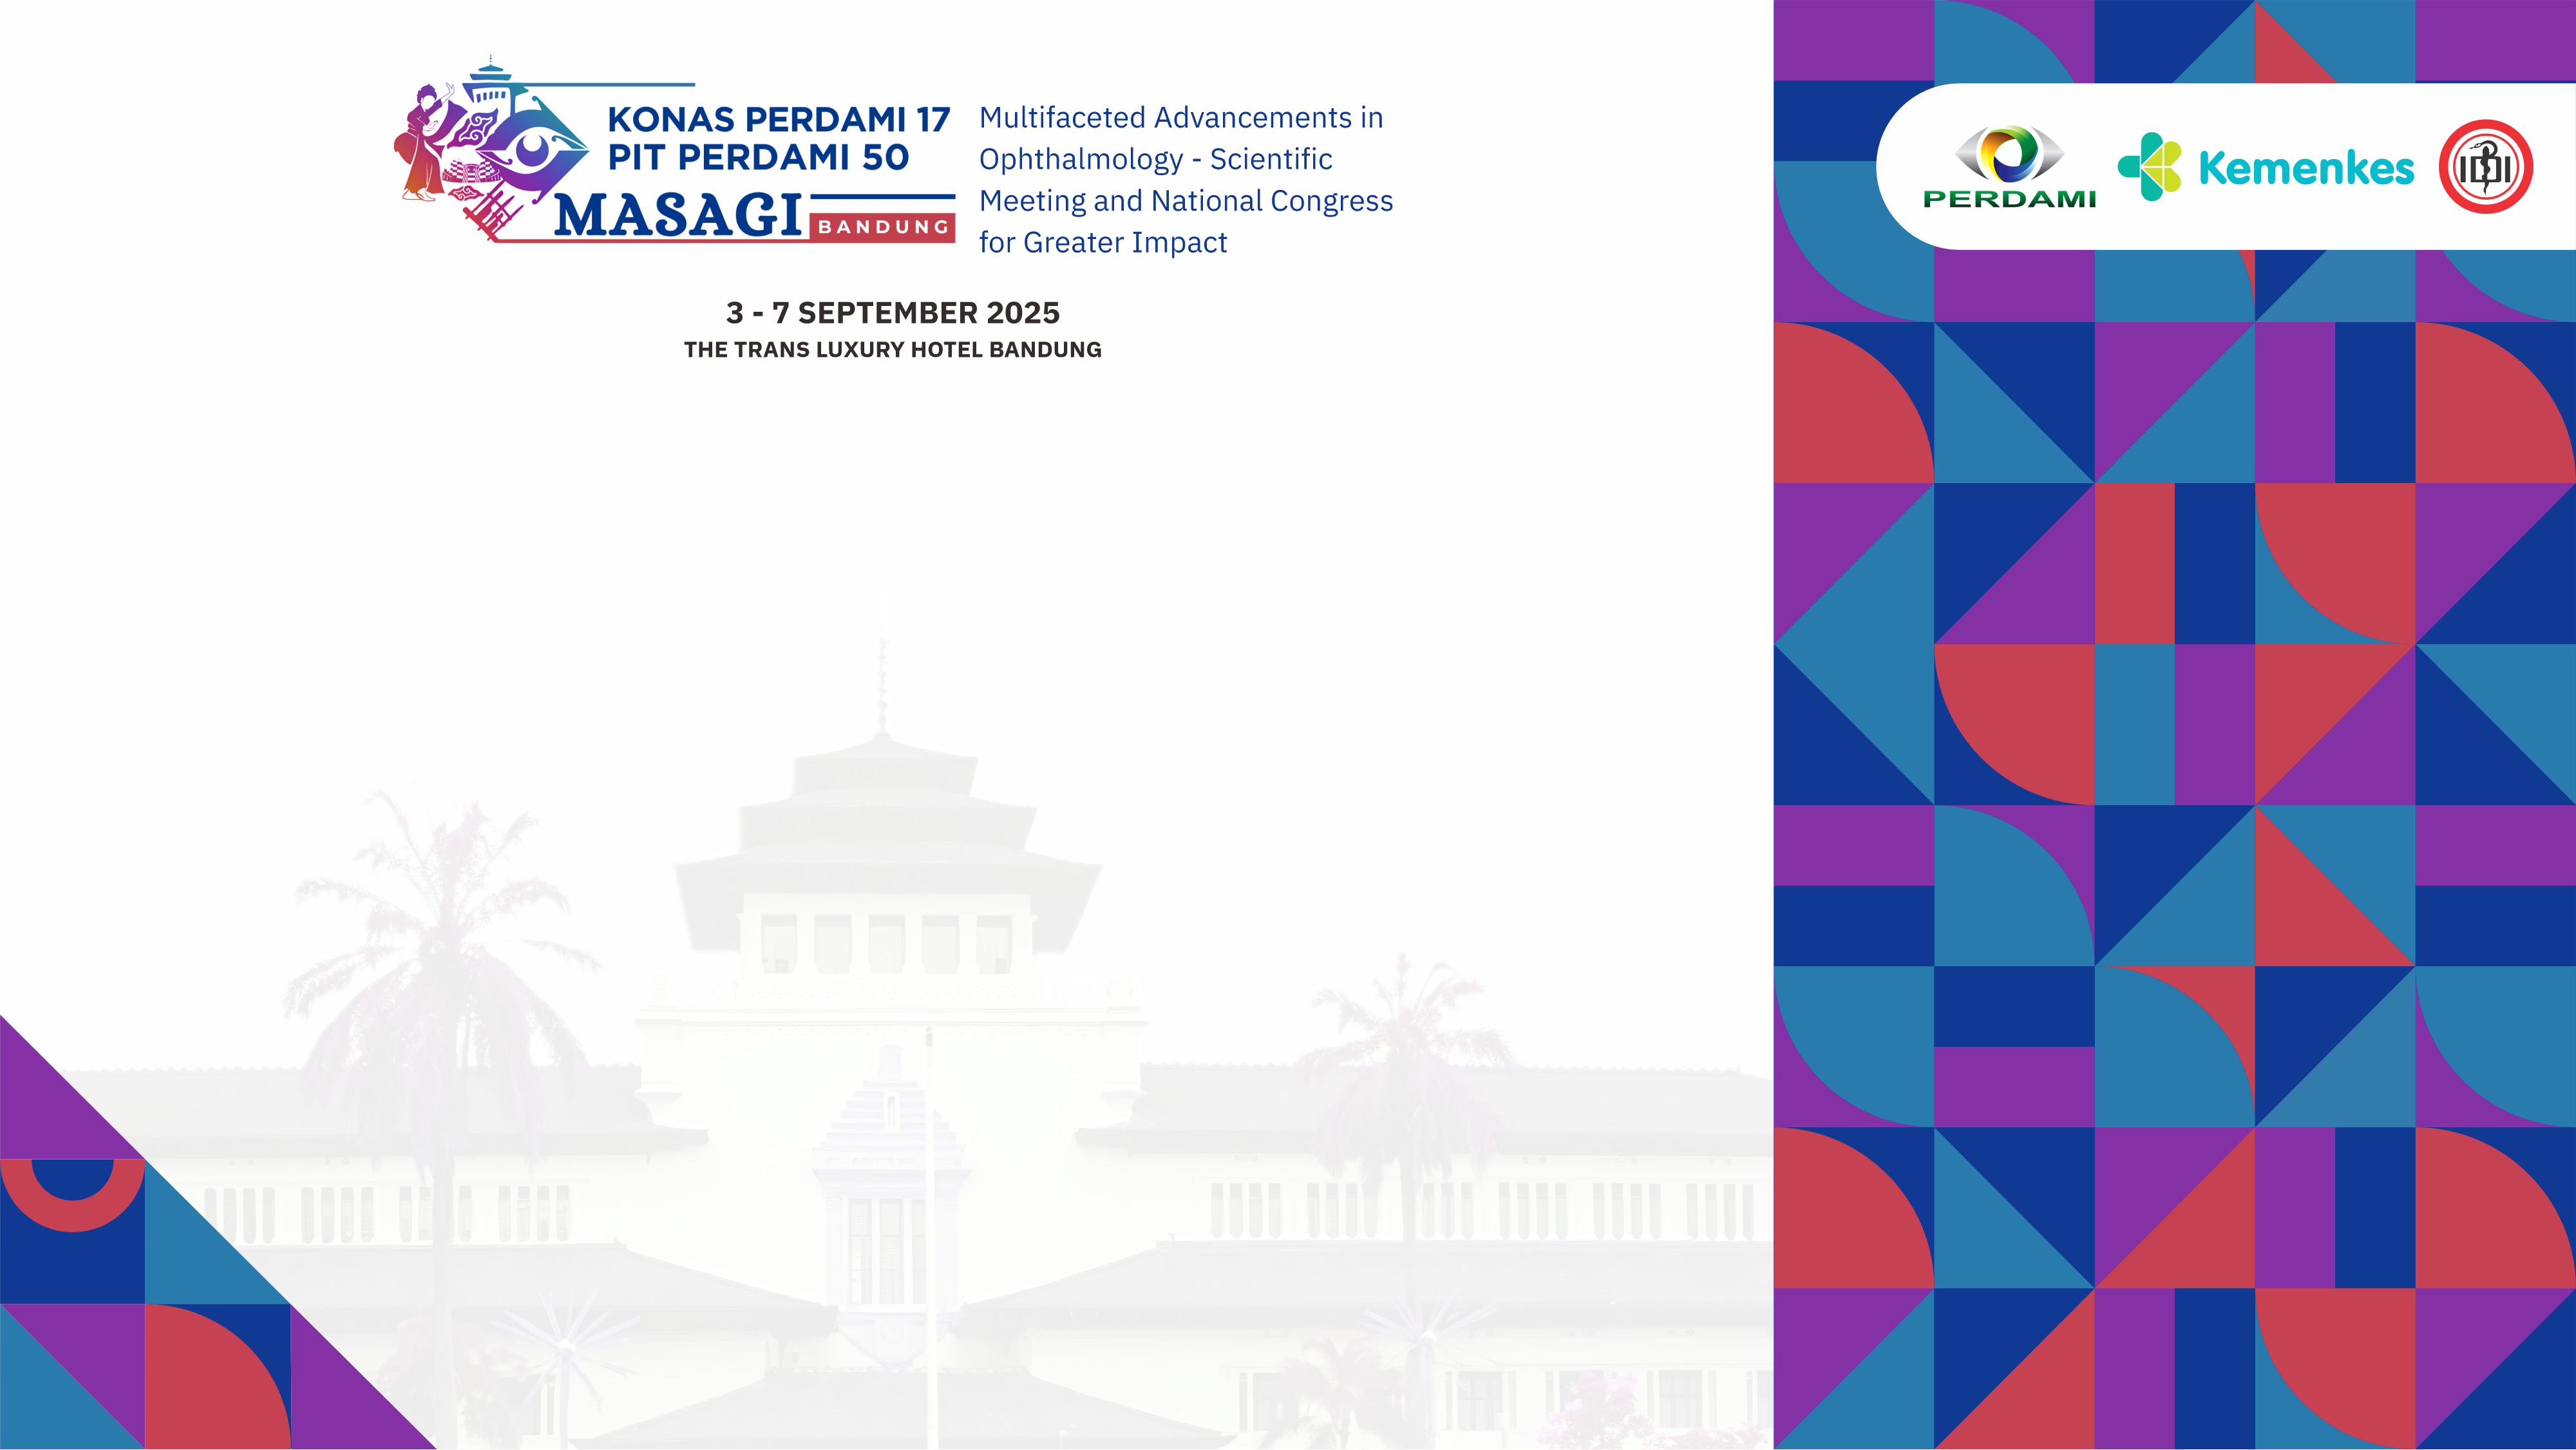 KONAS PERDAMI 17
PIT PERDAMI 50
MASAGI
BANDUNG
Multifaceted Advancements in
Ophthalmology - Scientific
Meeting and National Congress
for Greater Impact
3 - 7 SEPTEMBER 2025
THE TRANS LUXURY HOTEL BANDUNG
PERDAMI
Kemenkes
IDI